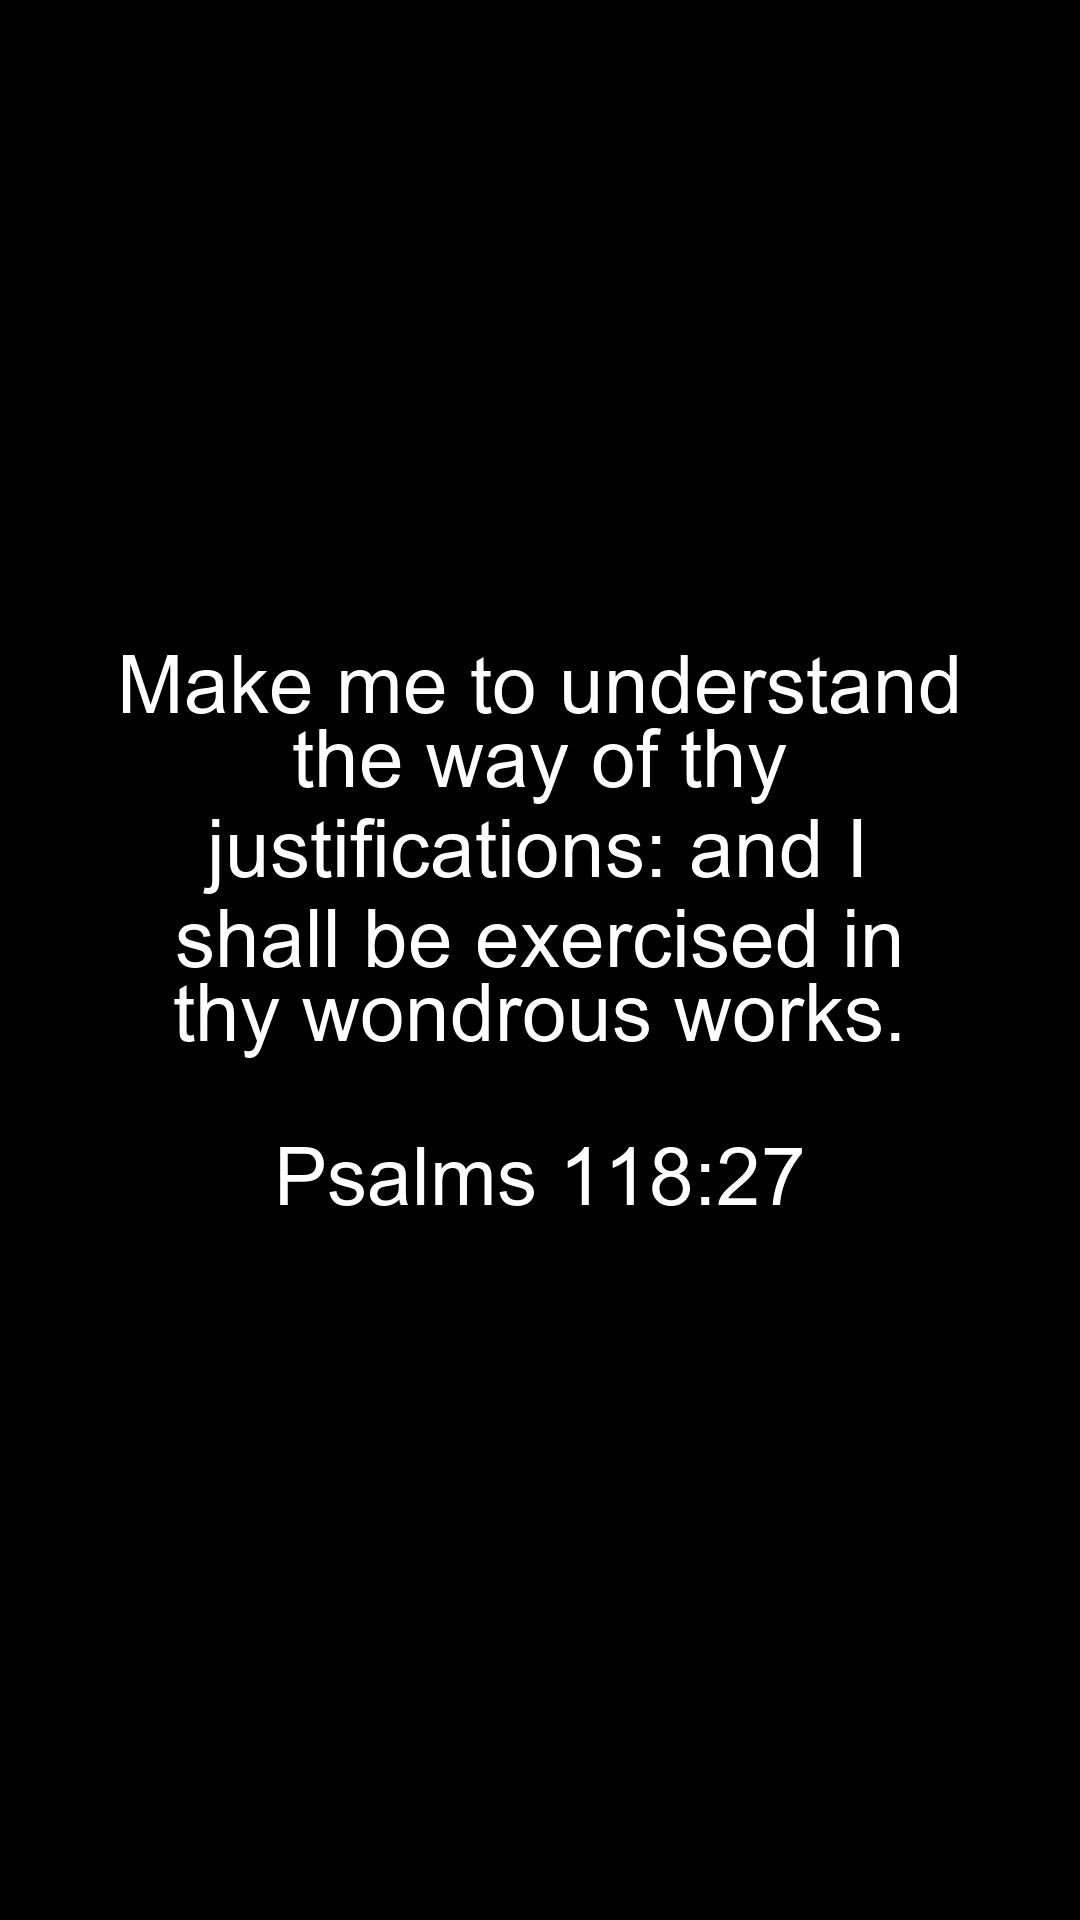 Make me to understand
the way of thy
justifications: and I
shall be exercised in
thy wondrous works.
Psalms 118:27